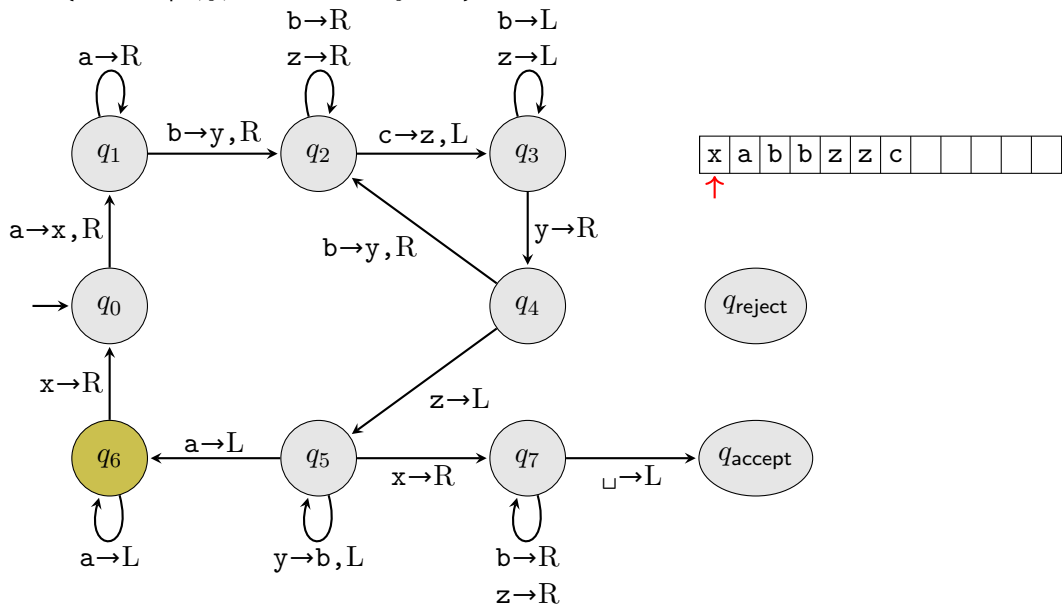 b→R
b→L
a→R
z→R
z→L
q1
b→y,R
q2
c→z,L
q3
x a b b z z c
↑
a→x,R
b→y,R
y→R
q0
q4
qreject
x→R
z→L
q6
a→L
q5
x→R
q7
␣→L
qaccept
a→L
y→b,L
b→R
z→R